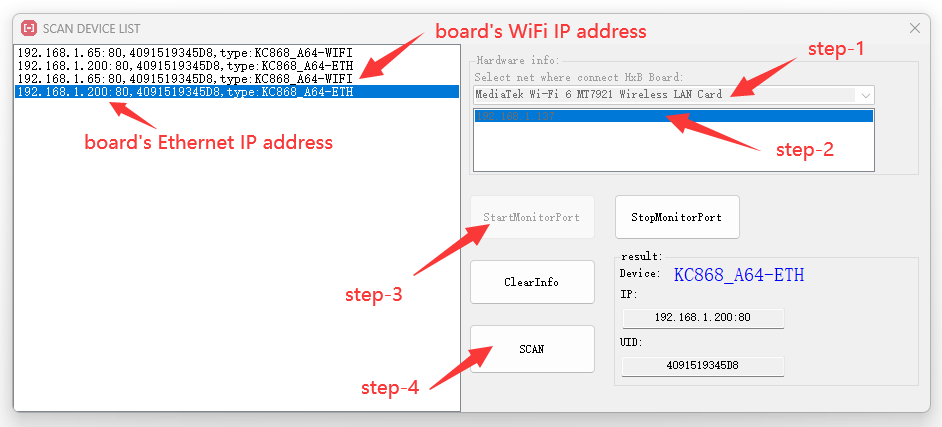 SCAN DEVICE LIST
192.168.1.65:80,4091519345D8,type:KC868_A64-WIFI
192.168.1.200:80,4091519345D8,type:KC868_A64-ETH
192.168.1.65:80,4091519345D8,type:KC868_A64-WIFI
192.168.1.200:80,4091519345D8,type:KC868_A64-ETH
board's WiFi IP address
board's Ethernet IP address
step-1
Hardware info:
Select net where connect HxB Board:
MediaTek Wi-Fi 6 MT7921 Wireless LAN Card
step-2
StartMonitorPort
StopMonitorPort
step-3
ClearInfo
SCAN
step-4
result:
Device: KC868_A64-ETH
IP:
192.168.1.200:80
UID:
4091519345D8